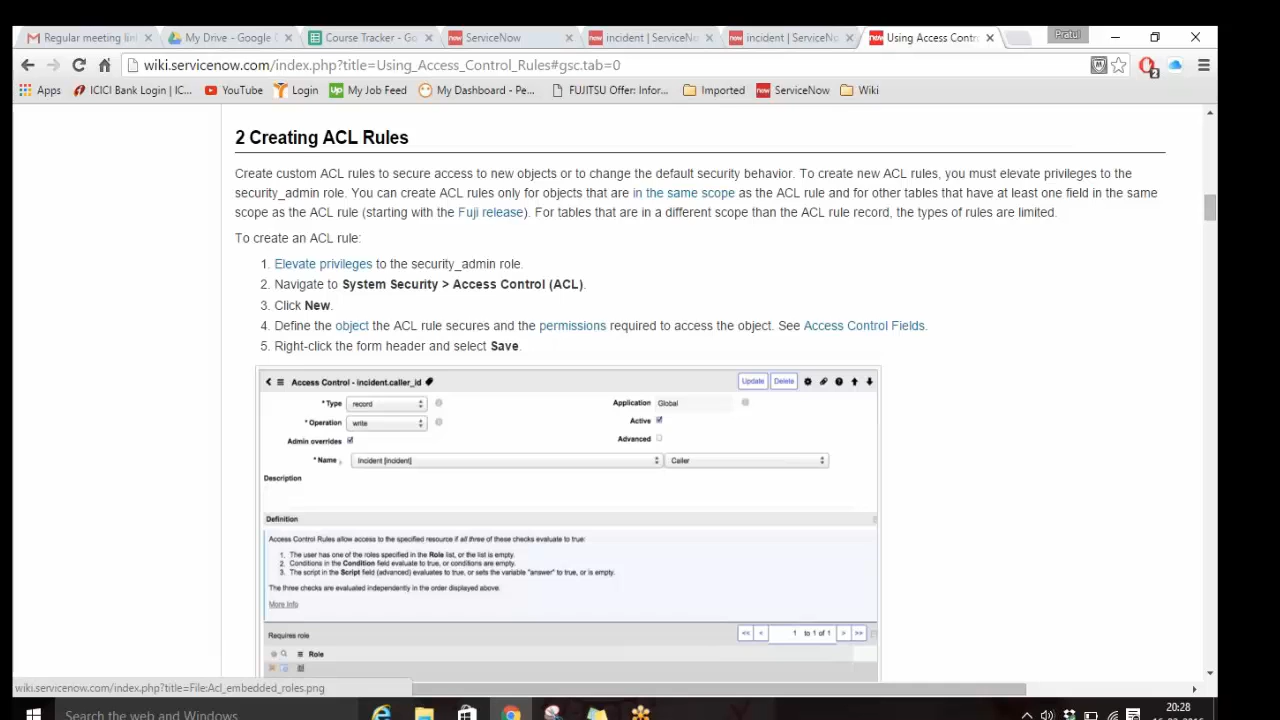 Regular meeting lin
My Drive - Google
Course Tracker - Go
ServiceNow
incident | ServiceNo
incident | ServiceNo
Using Access Contr
Pratul
wiki.servicenow.com/index.php?title=Using_Access_Control_Rules#gsc.tab=0
2
Apps
ICICI Bank Login | IC...
YouTube
Login
My Job Feed
My Dashboard - Pe...
FUJITSU Offer: Infor...
Imported
ServiceNow
Wiki
2 Creating ACL Rules
Create custom ACL rules to secure access to new objects or to change the default security behavior. To create new ACL rules, you must elevate privileges to the
security_admin role. You can create ACL rules only for objects that are in the same scope as the ACL rule and for other tables that have at least one field in the same
scope as the ACL rule (starting with the Fuji release). For tables that are in a different scope than the ACL rule record, the types of rules are limited.
To create an ACL rule:
1. Elevate privileges to the security_admin role.
2. Navigate to System Security > Access Control (ACL).
3. Click New.
4. Define the object the ACL rule secures and the permissions required to access the object. See Access Control Fields.
5. Right-click the form header and select Save.
Access Control - incident.caller_id
Update
Delete
* Type
record
Application
Global
* Operation
write
Active
Admin overrides
Advanced
* Name
Incident [incident]
Caller
Description
Definition
Access Control Rules allow access to the specified resource if all three of these checks evaluate to true:
1. The user has one of the roles specified in the Role list, or the list is empty.
2. Conditions in the Condition field evaluate to true, or conditions are empty.
3. The script in the Script field (advanced) evaluates to true, or sets the variable "answer" to true, or is empty.
The three checks are evaluated independently in the order displayed above.
More Info
Requires role
<< < 1 to 1 of 1 > >>
Role
wiki.servicenow.com/index.php?title=File:Acl_embedded_roles.png
Search the web and Windows
20:28